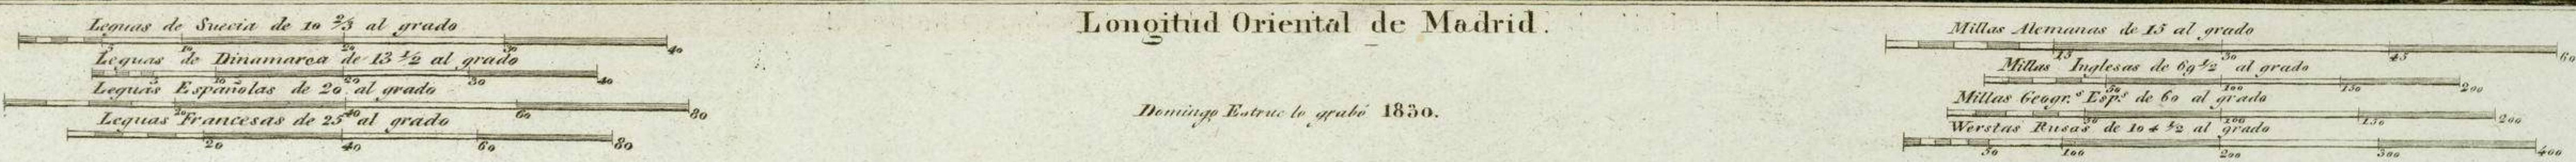 Leguas de Suecia de 10 2/3 al grado
5 10 20 30 40
Leguas de Dinamarca de 13 1/2 al grado
5 10 20 30 40
Leguas Españolas de 20 al grado
20 40 60 80
Leguas Francesas de 25 al grado
20 40 60 80
Longitud Oriental de Madrid.
Domingo Estruc lo grabó 1830.
Millas Alemanas de 15 al grado
15 30 45 60
Millas Inglesas de 69 1/2 al grado
50 100 150 200
Millas Geogr.s Esp.s de 60 al grado
50 100 150 200
Werstas Rusas de 104 1/2 al grado
50 100 200 300 400